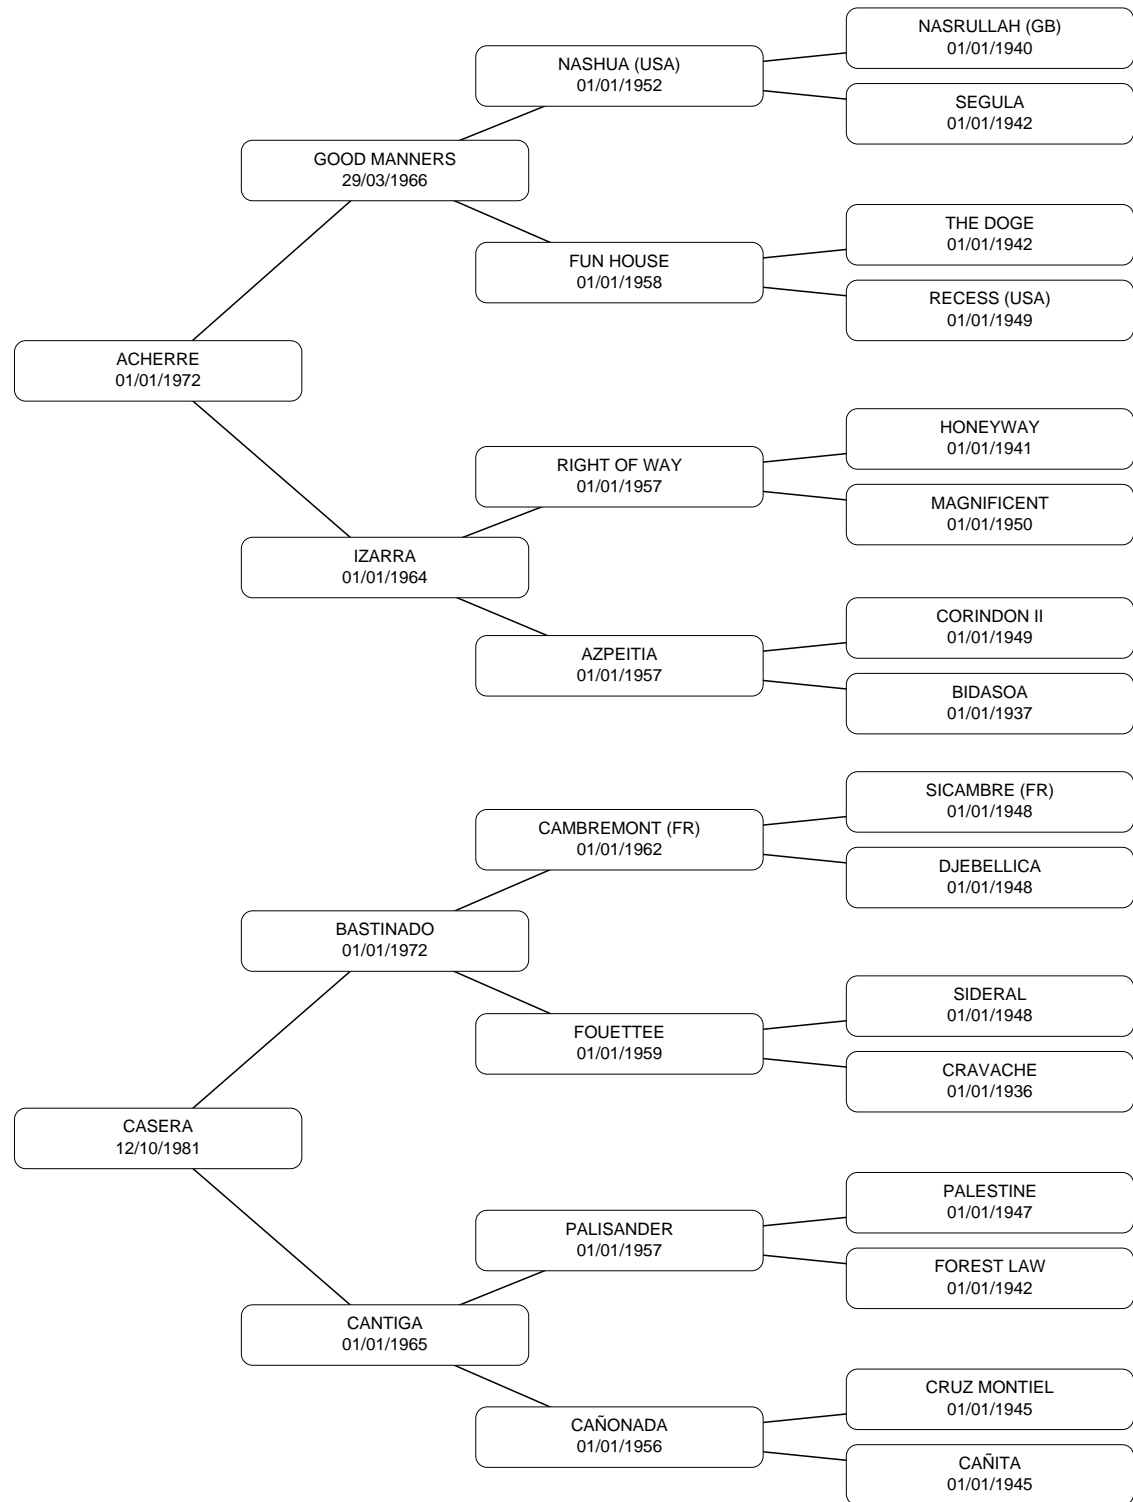 NASRULLAH (GB)
01/01/1940
NASHUA (USA)
01/01/1952
SEGULA
01/01/1942
GOOD MANNERS
29/03/1966
THE DOGE
01/01/1942
FUN HOUSE
01/01/1958
RECESS (USA)
01/01/1949
ACHERRE
01/01/1972
HONEYWAY
01/01/1941
RIGHT OF WAY
01/01/1957
MAGNIFICENT
01/01/1950
IZARRA
01/01/1964
CORINDON II
01/01/1949
AZPEITIA
01/01/1957
BIDASOA
01/01/1937
SICAMBRE (FR)
01/01/1948
CAMBREMONT (FR)
01/01/1962
DJEBELLICA
01/01/1948
BASTINADO
01/01/1972
SIDERAL
01/01/1948
FOUETTEE
01/01/1959
CRAVACHE
01/01/1936
CASERA
12/10/1981
PALESTINE
01/01/1947
PALISANDER
01/01/1957
FOREST LAW
01/01/1942
CANTIGA
01/01/1965
CRUZ MONTIEL
01/01/1945
CAÑONADA
01/01/1956
CAÑITA
01/01/1945